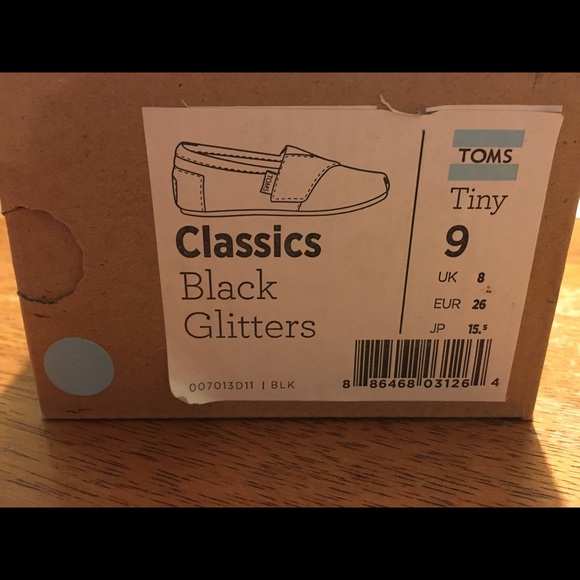 TOMS
Classics
Black
Glitters
007013D11 | BLK
TOMS
Tiny
9
UK 8
EUR 26
JP 15.5
8 86468 03126 4